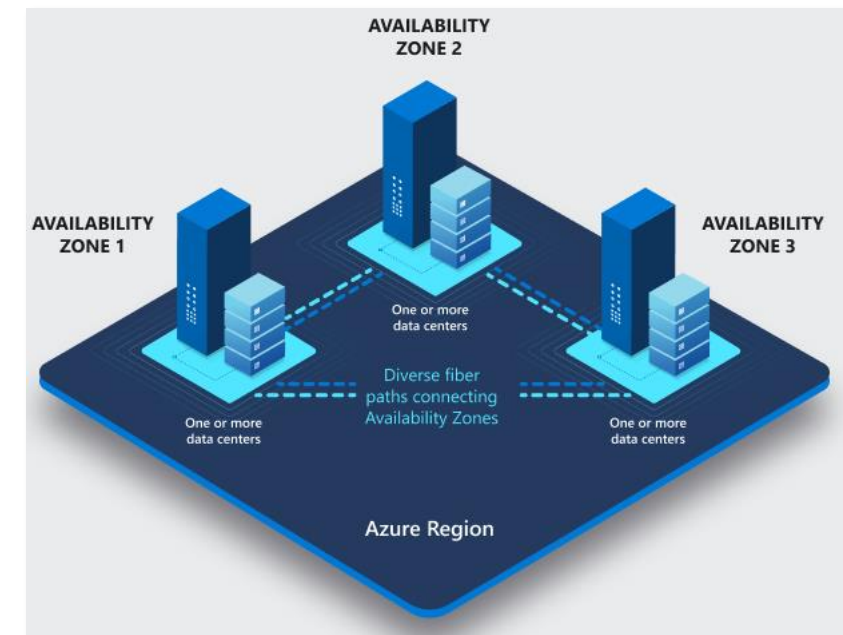 AVAILABILITY
ZONE 2
AVAILABILITY
ZONE 1
AVAILABILITY
ZONE 3
One or more
data centers
Diverse fiber
paths connecting
Availability Zones
One or more
data centers
One or more
data centers
Azure Region